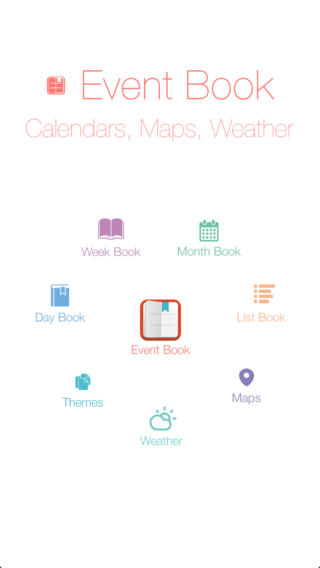 Event Book
Calendars, Maps, Weather
Week Book
Month Book
Day Book
List Book
Event Book
Themes
Maps
Weather